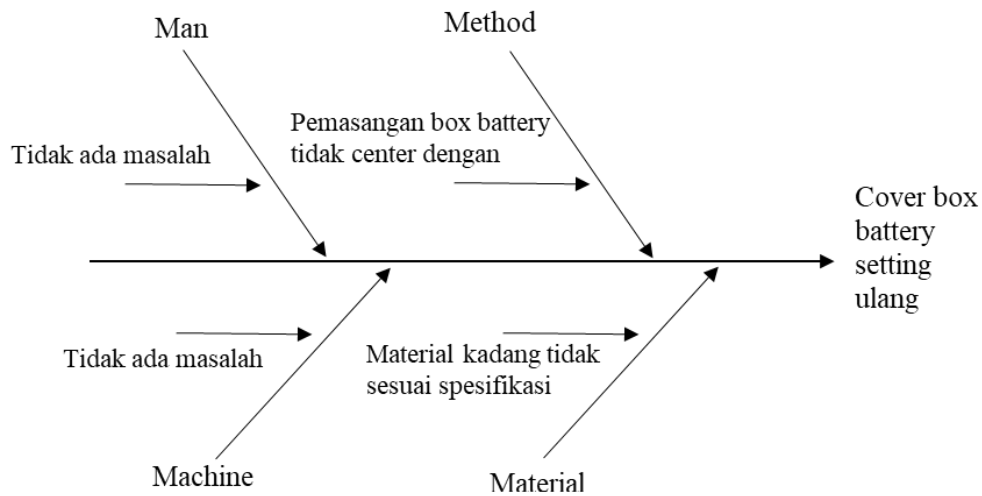 Man
Method
Tidak ada masalah
Pemasangan box battery
tidak center dengan
Cover box
battery
setting
ulang
Tidak ada masalah
Material kadang tidak
sesuai spesifikasi
Machine
Material